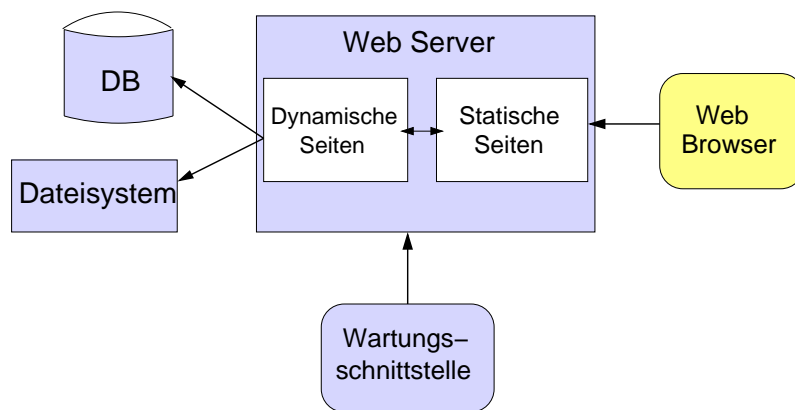 Web Server
DB
Dynamische
Seiten
Statische
Seiten
Web
Browser
Dateisystem
Wartungs–
schnittstelle